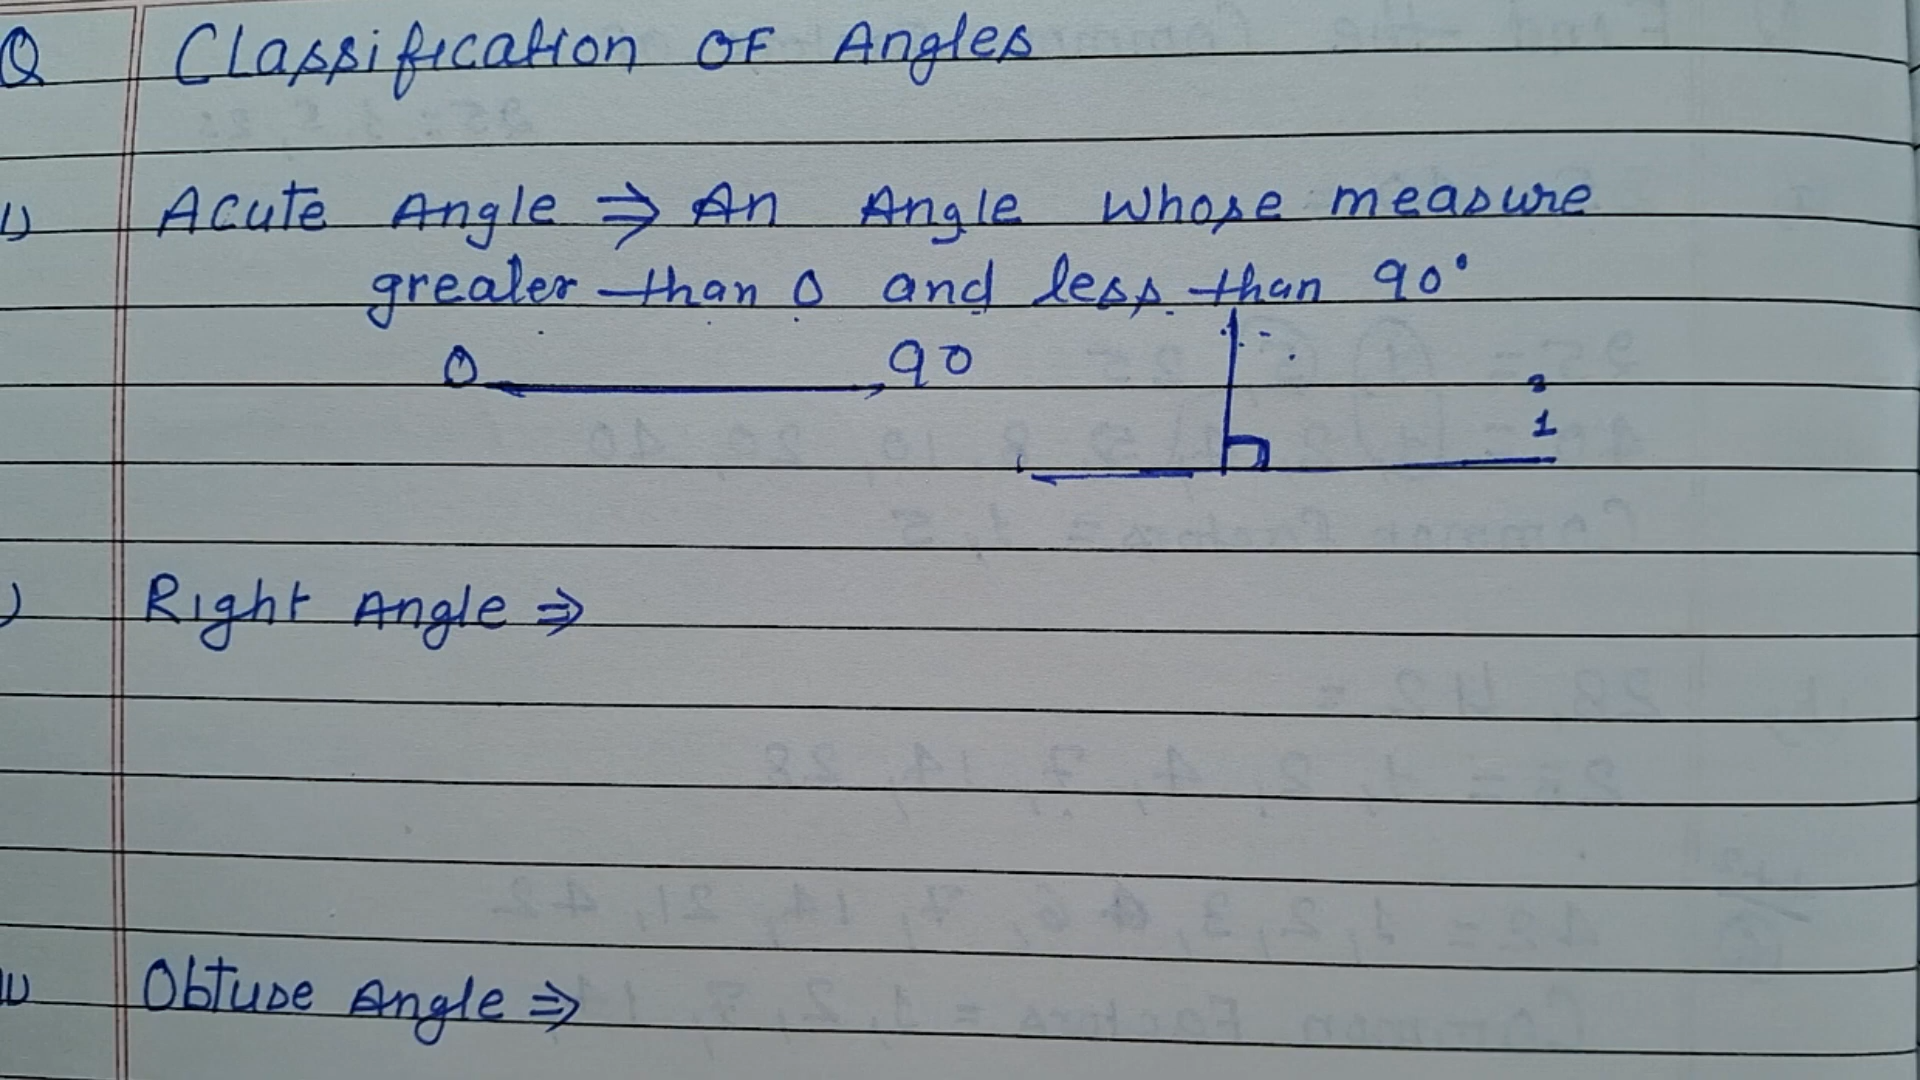 Q Classification OF Angles
1) Acute Angle ⇒ An Angle whose measure
greater than 0 and less than 90°
0 90
2
1
) Right Angle ⇒
Obtuse Angle ⇒